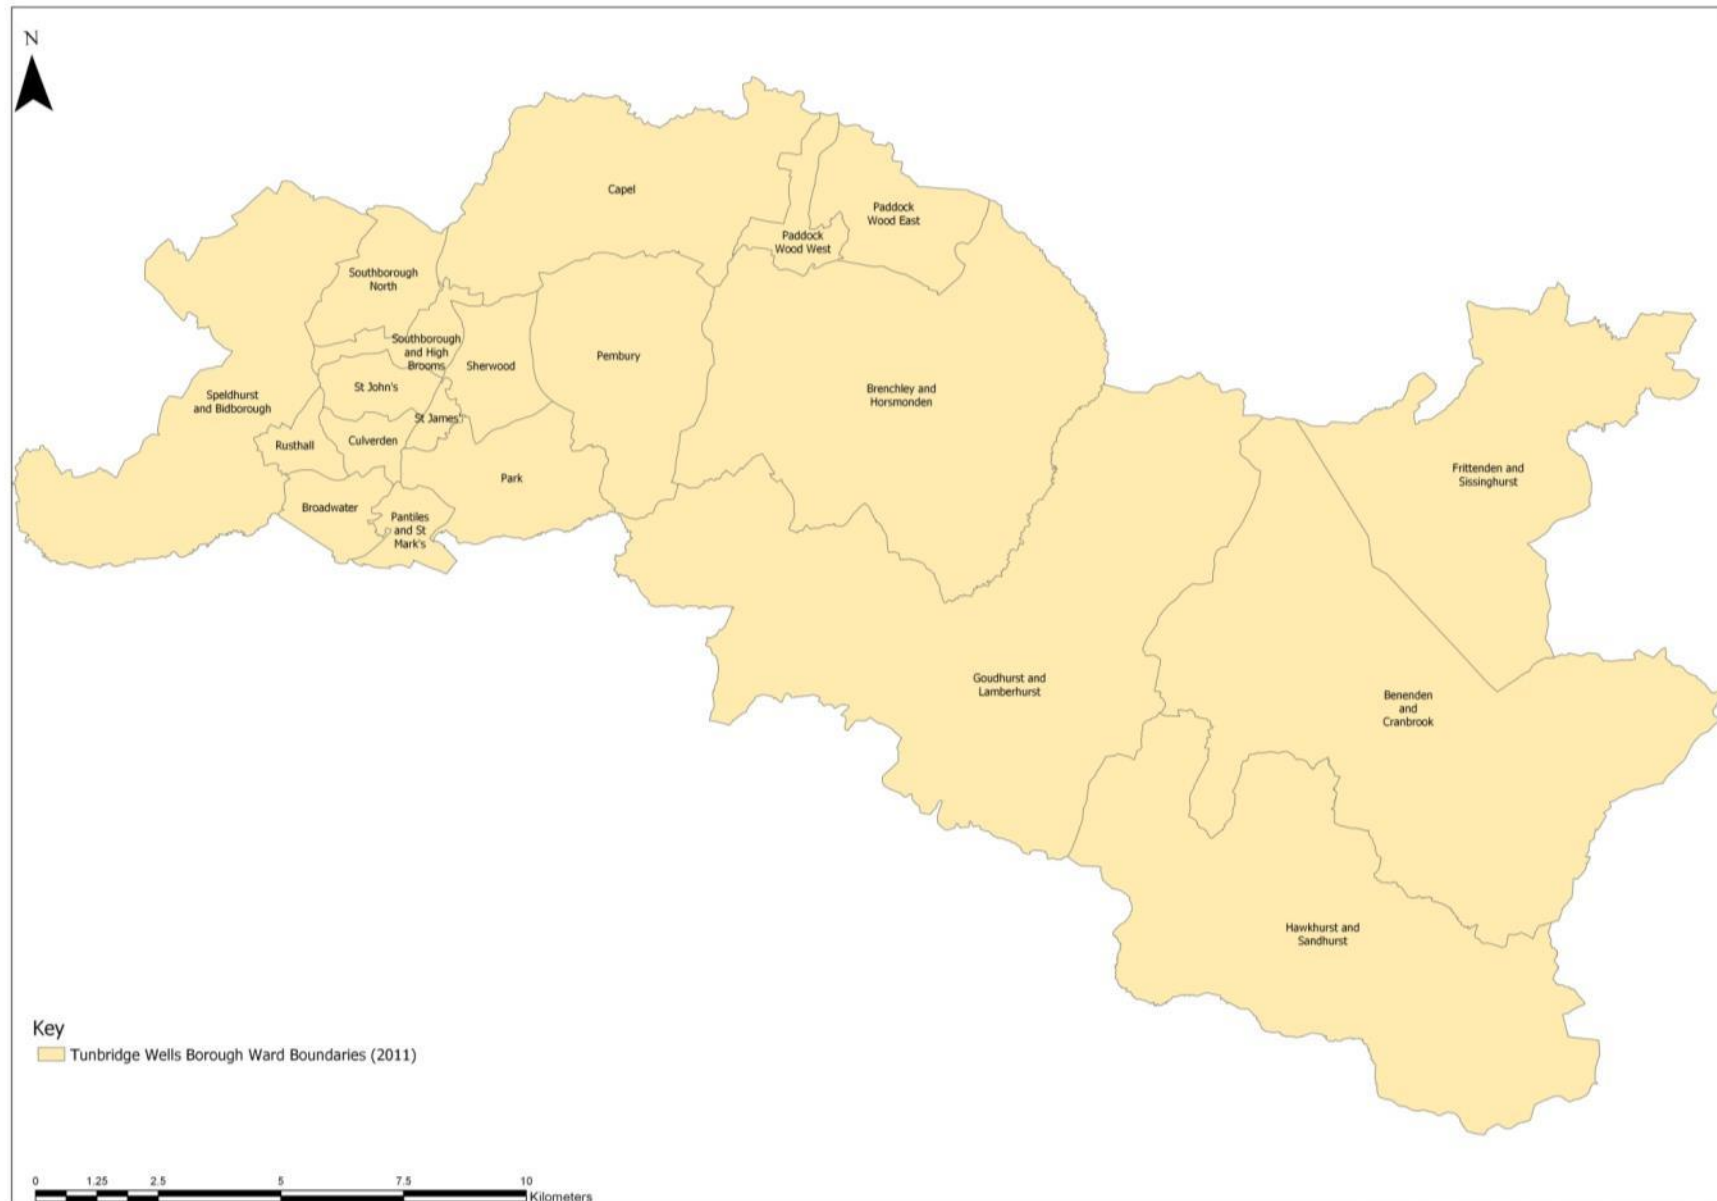 N
Capel
Paddock
Wood East
Paddock
Wood West
Southborough
North
Southborough
and High
Brooms
Sherwood
Pembury
St John's
Speldhurst
and Bidborough
Brenchley and
Horsmonden
St James'
Rusthall
Culverden
Park
Frittenden and
Sissinghurst
Broadwater
Pantiles
and St
Mark's
Goudhurst and
Lamberhurst
Benenden
and
Cranbrook
Hawkhurst and
Sandhurst
Key
Tunbridge Wells Borough Ward Boundaries (2011)
0 1.25 2.5 5 7.5 10
Kilometers